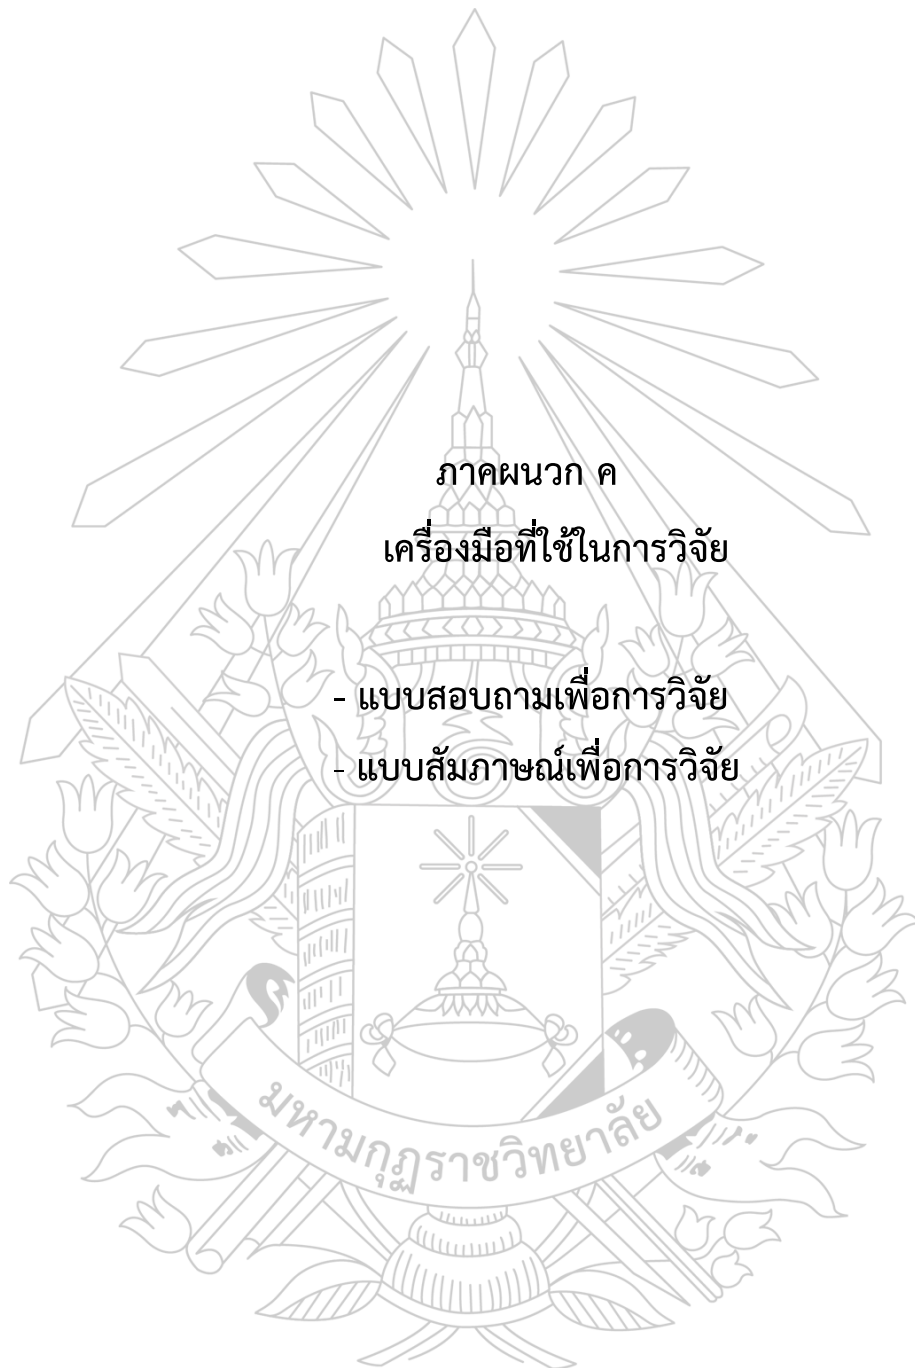 ภาคผนวก ค
เครื่องมือที่ใช้ในการวิจัย
- แบบสอบถามเพื่อการวิจัย
- แบบสัมภาษณ์เพื่อการวิจัย
มหามกุฏราชวิทยาลัย